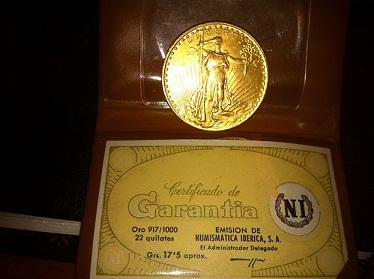 Certificado de
Garantia
Oro 917/1000
22 quilates
Grs. 17'5 aprox.
EMISION DE
NUMISMATICA IBERICA, S. A.
El Administrador Delegado
NI